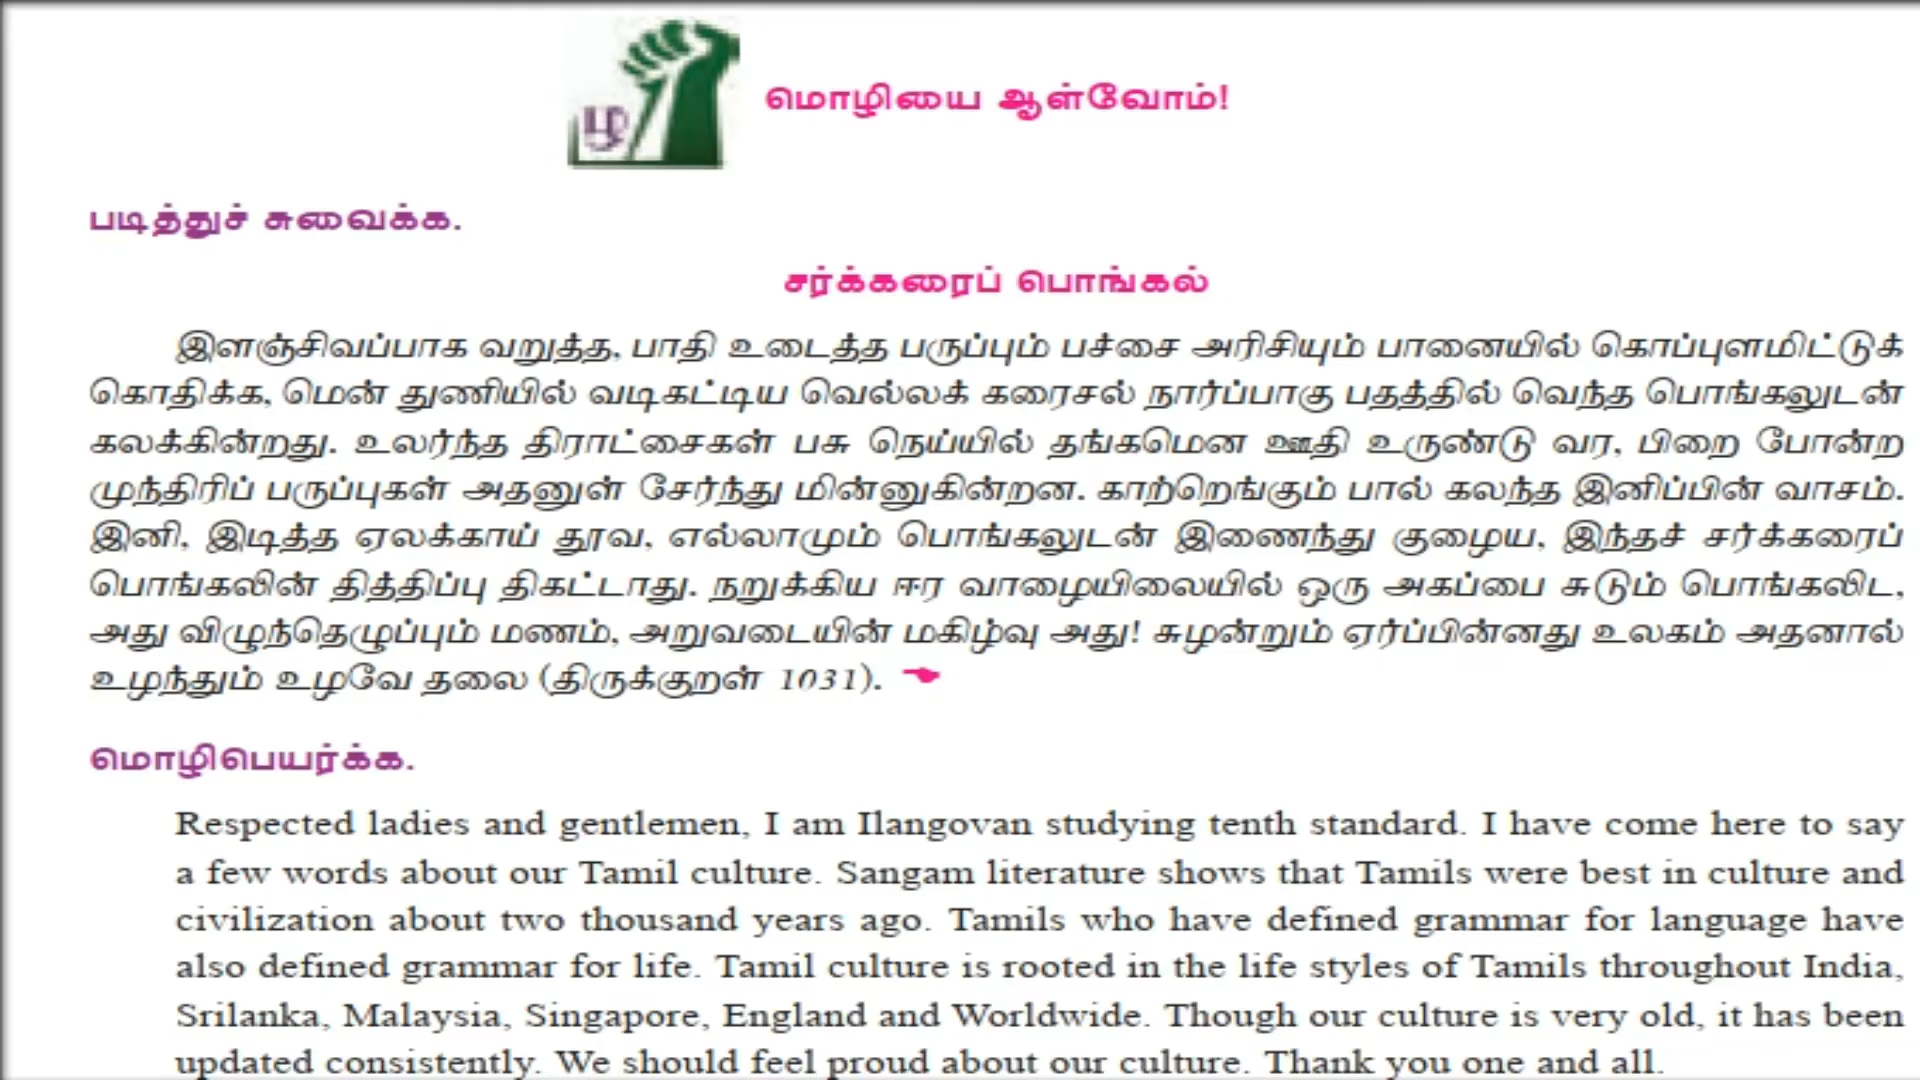 ழ
மொழியை ஆள்வோம்!
படித்துச் சுவைக்க.
சர்க்கரைப் பொங்கல்
இளஞ்சிவப்பாக வறுத்த, பாதி உடைத்த பருப்பும் பச்சை அரிசியும் பானையில் கொப்புளமிட்டுக்
கொதிக்க, மென் துணியில் வடிகட்டிய வெல்லக் கரைசல் நார்ப்பாகு பதத்தில் வெந்த பொங்கலுடன்
கலக்கின்றது. உலர்ந்த திராட்சைகள் பசு நெய்யில் தங்கமென ஊதி உருண்டு வர, பிறை போன்ற
முந்திரிப் பருப்புகள் அதனுள் சேர்ந்து மின்னுகின்றன. காற்றெங்கும் பால் கலந்த இனிப்பின் வாசம்.
இனி, இடித்த ஏலக்காய் தூவ, எல்லாமும் பொங்கலுடன் இணைந்து குழைய, இந்தச் சர்க்கரைப்
பொங்கலின் தித்திப்பு திகட்டாது. நறுக்கிய ஈர வாழையிலையில் ஒரு அகப்பை சுடும் பொங்கலிட,
அது விழுந்தெழுப்பும் மணம், அறுவடையின் மகிழ்வு அது! சுழன்றும் ஏர்ப்பின்னது உலகம் அதனால்
உழந்தும் உழவே தலை (திருக்குறள் 1031).
மொழிபெயர்க்க.
Respected ladies and gentlemen, I am Ilangovan studying tenth standard. I have come here to say
a few words about our Tamil culture. Sangam literature shows that Tamils were best in culture and
civilization about two thousand years ago. Tamils who have defined grammar for language have
also defined grammar for life. Tamil culture is rooted in the life styles of Tamils throughout India,
Srilanka, Malaysia, Singapore, England and Worldwide. Though our culture is very old, it has been
updated consistently. We should feel proud about our culture. Thank you one and all.